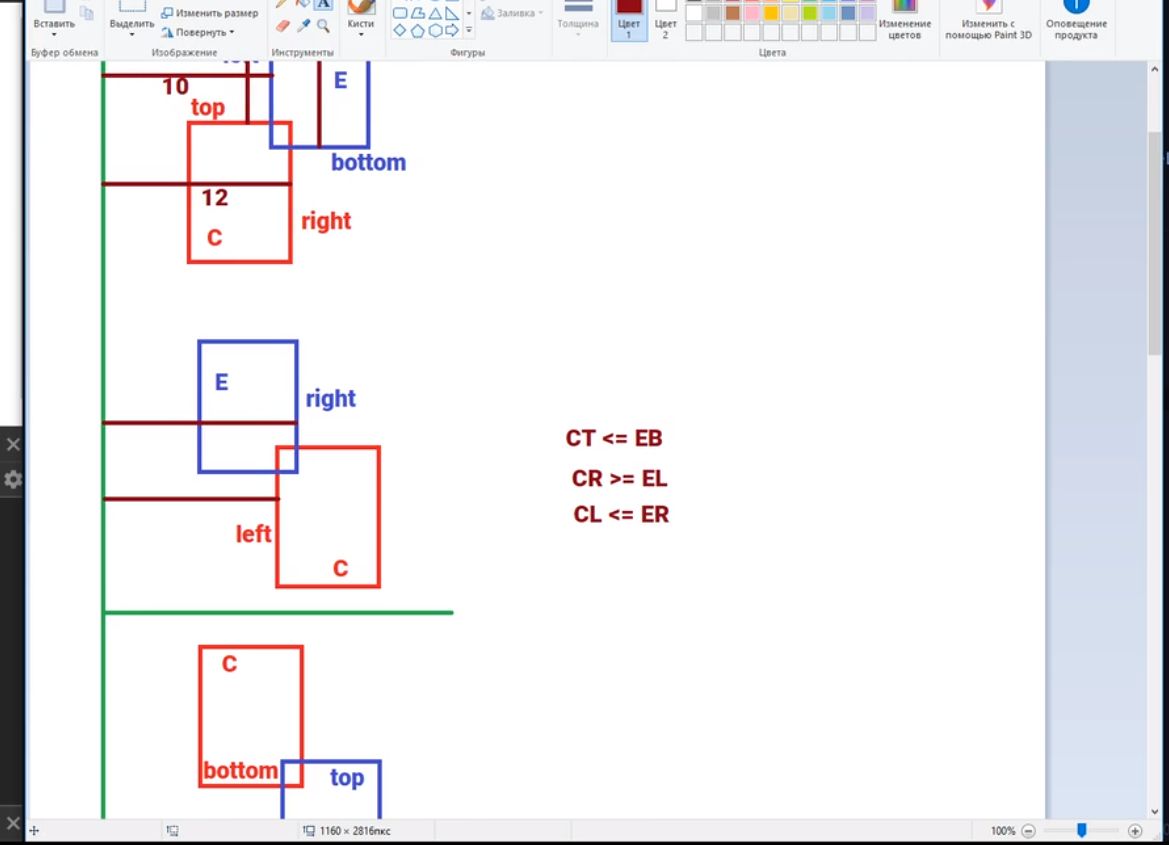 Вставить
Выделить
Изменить размер
Повернуть
Кисти
Заливка
Толщина
Цвет 1
Цвет 2
Изменение цветов
Изменить с помощью Paint 3D
Оповещение продукта
Буфер обмена
Изображение
Инструменты
Фигуры
Цвета
A
10
E
top
bottom
12
right
C
E
right
CT <= EB
CR >= EL
CL <= ER
left
C
C
bottom
top
1160 × 2816пкс
100%